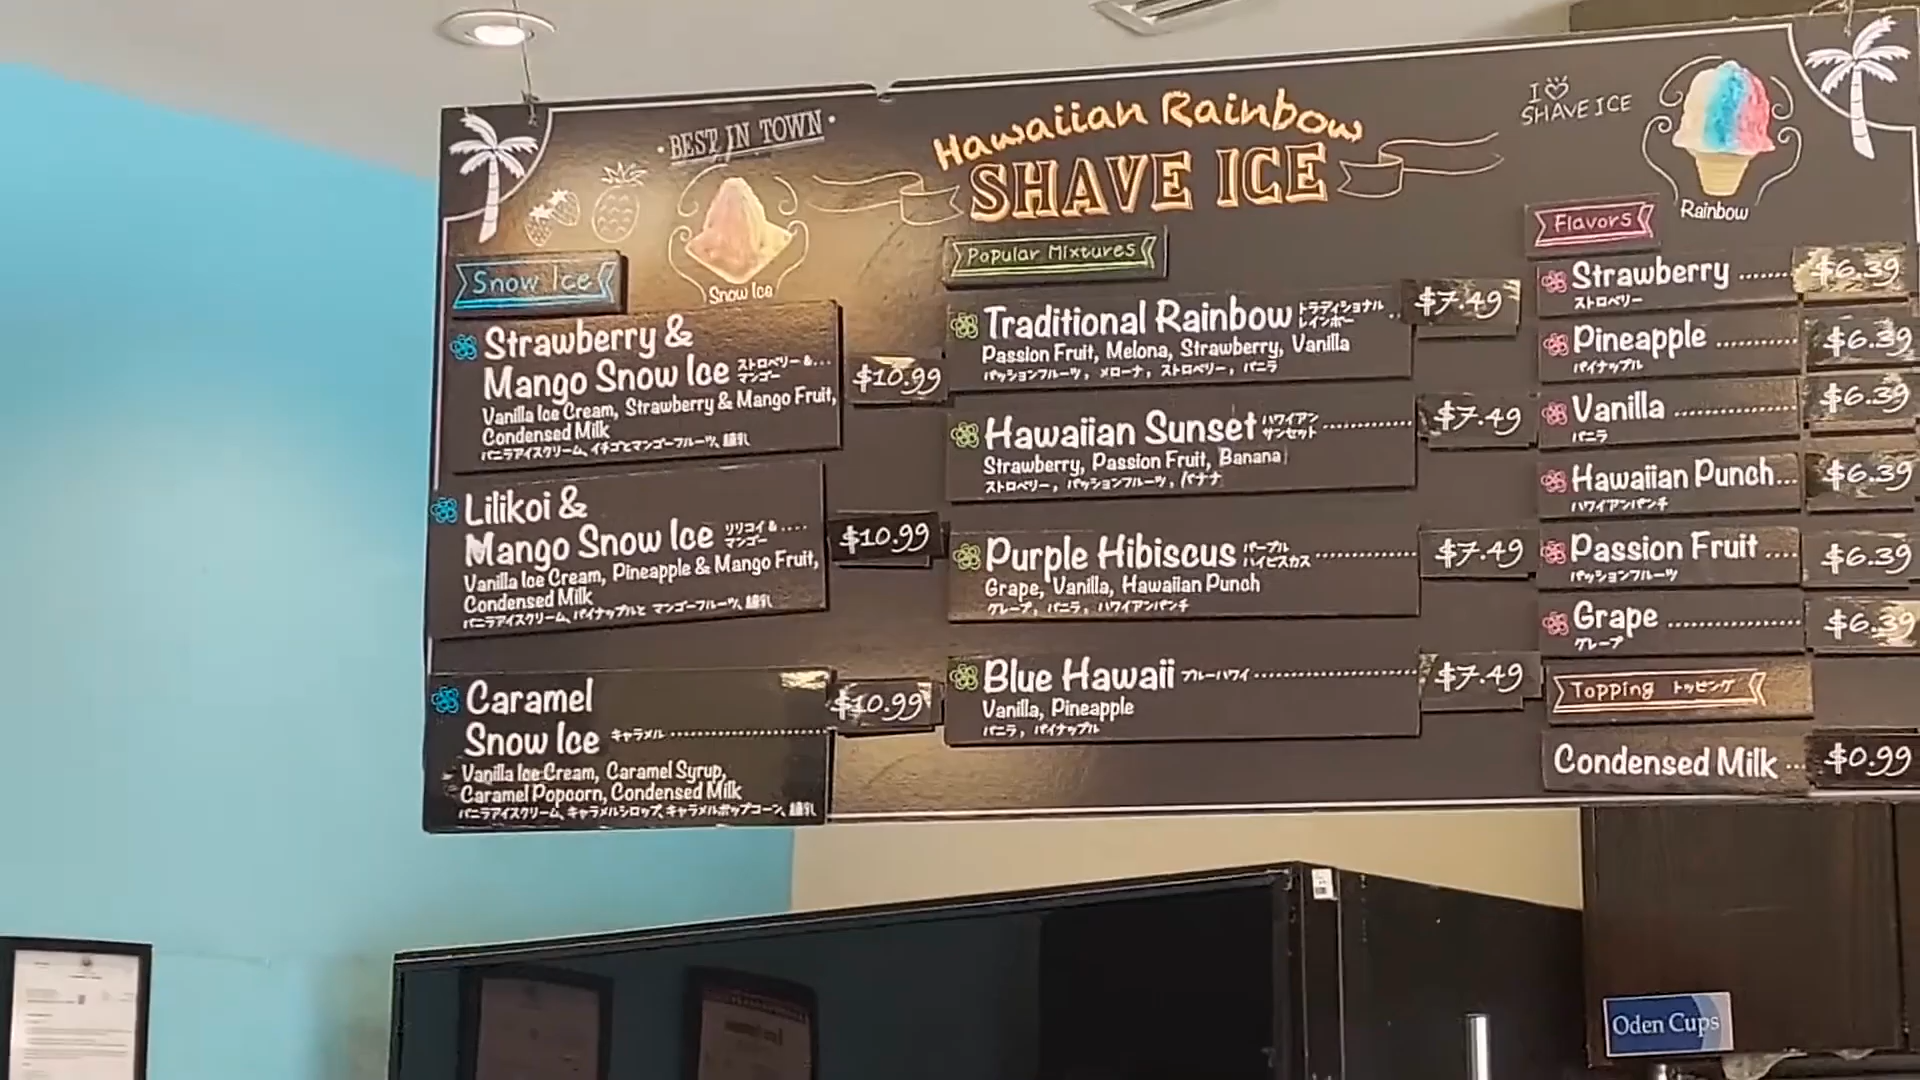 BEST IN TOWN
Hawaiian Rainbow
SHAVE ICE
I
SHAVE ICE
Rainbow
Snow Ice
Snow Ice
Strawberry &
Mango Snow Ice ストロベリー &...
マンゴー
$10.99
Vanilla Ice Cream, Strawberry & Mango Fruit,
Condensed Milk
バニラアイスクリーム、イチゴとマンゴーフルーツ、練乳
Lilikoi &
Mango Snow Ice リリコイ & ....
マンゴー
$10.99
Vanilla Ice Cream, Pineapple & Mango Fruit,
Condensed Milk
バニラアイスクリーム、パイナップルと マンゴーフルーツ、練乳
Caramel
Snow Ice キャラメル ....................
$10.99
Vanilla Ice Cream, Caramel Syrup,
Caramel Popcorn, Condensed Milk
バニラアイスクリーム、キャラメルシロップ、キャラメルポップコーン、練乳
Popular Mixtures
Traditional Rainbow トラディショナル
レインボー .. $7.49
Passion Fruit, Melona, Strawberry, Vanilla
パッションフルーツ, メローナ, ストロベリー, バニラ
Hawaiian Sunset ハワイアン
サンセット ............ $7.49
Strawberry, Passion Fruit, Banana
ストロベリー, パッションフルーツ, バナナ
Purple Hibiscus パープル
ハイビスカス .............. $7.49
Grape, Vanilla, Hawaiian Punch
グレープ, バニラ, ハワイアンパンチ
Blue Hawaii ブルーハワイ ...................... $7.49
Vanilla, Pineapple
バニラ, パイナップル
Flavors
Strawberry ....... $6.39
ストロベリー
Pineapple ........... $6.39
パイナップル
Vanilla ................ $6.39
バニラ
Hawaiian Punch... $6.39
ハワイアンパンチ
Passion Fruit .... $6.39
パッションフルーツ
Grape ................. $6.39
グレープ
Topping トッピング
Condensed Milk ... $0.99
Oden Cups